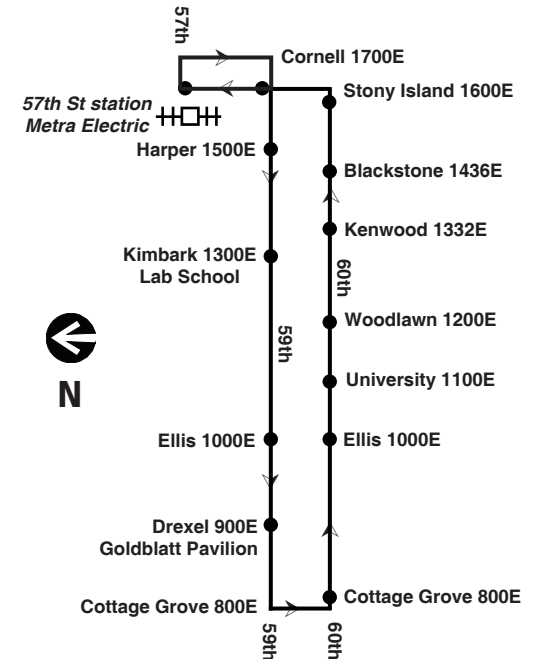 57th
Cornell 1700E
Stony Island 1600E
57th St station
Metra Electric
Harper 1500E
Blackstone 1436E
Kenwood 1332E
Kimbark 1300E
Lab School
60th
Woodlawn 1200E
59th
University 1100E
N
Ellis 1000E
Ellis 1000E
Drexel 900E
Goldblatt Pavilion
Cottage Grove 800E
Cottage Grove 800E
59th
60th